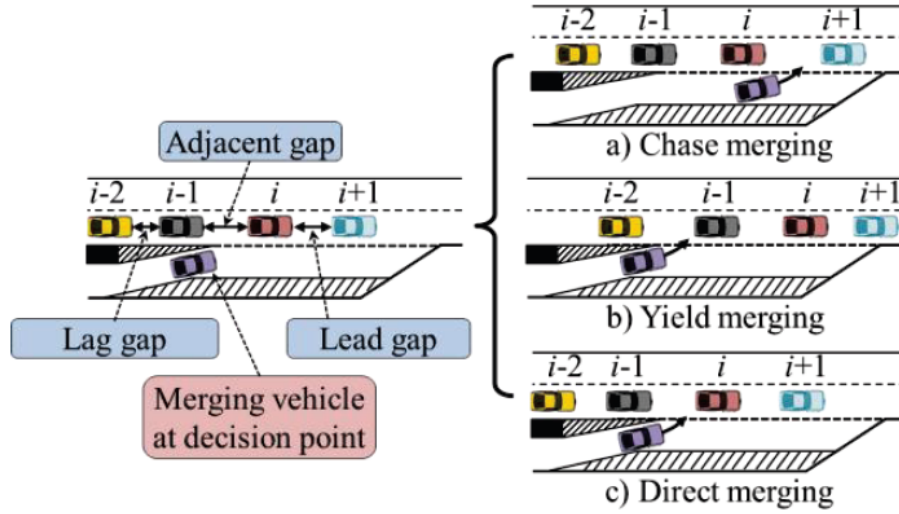 Adjacent gap
i-2 i-1 i i+1
Lag gap
Lead gap
Merging vehicle
at decision point
i-2 i-1 i i+1
a) Chase merging
i-2 i-1 i i+1
b) Yield merging
i-2 i-1 i i+1
c) Direct merging